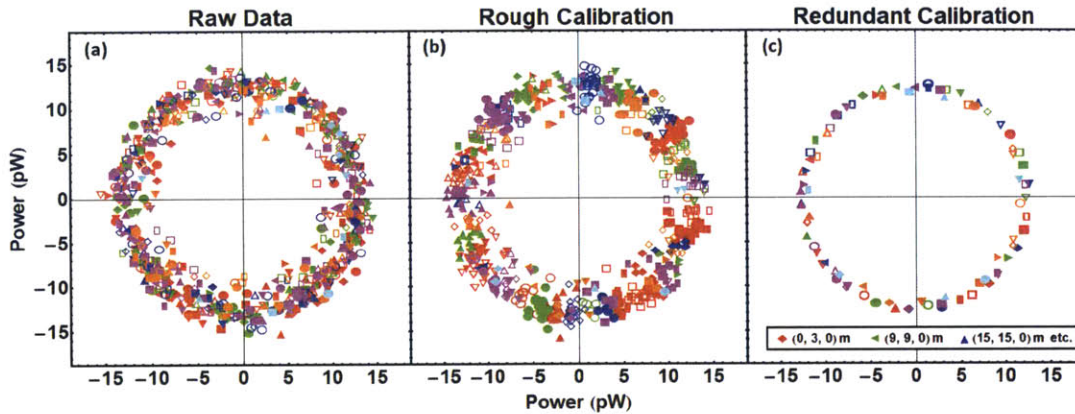 Raw Data Rough Calibration Redundant Calibration
(a) (b) (c)
15
10
5
0
−5
−10
−15
Power (pW)
◆ (0, 3, 0) m ◀ (9, 9, 0) m ▲ (15, 15, 0) m etc.
−15 −10 −5 0 5 10 15 −15 −10 −5 0 5 10 15 −15 −10 −5 0 5 10 15
Power (pW)